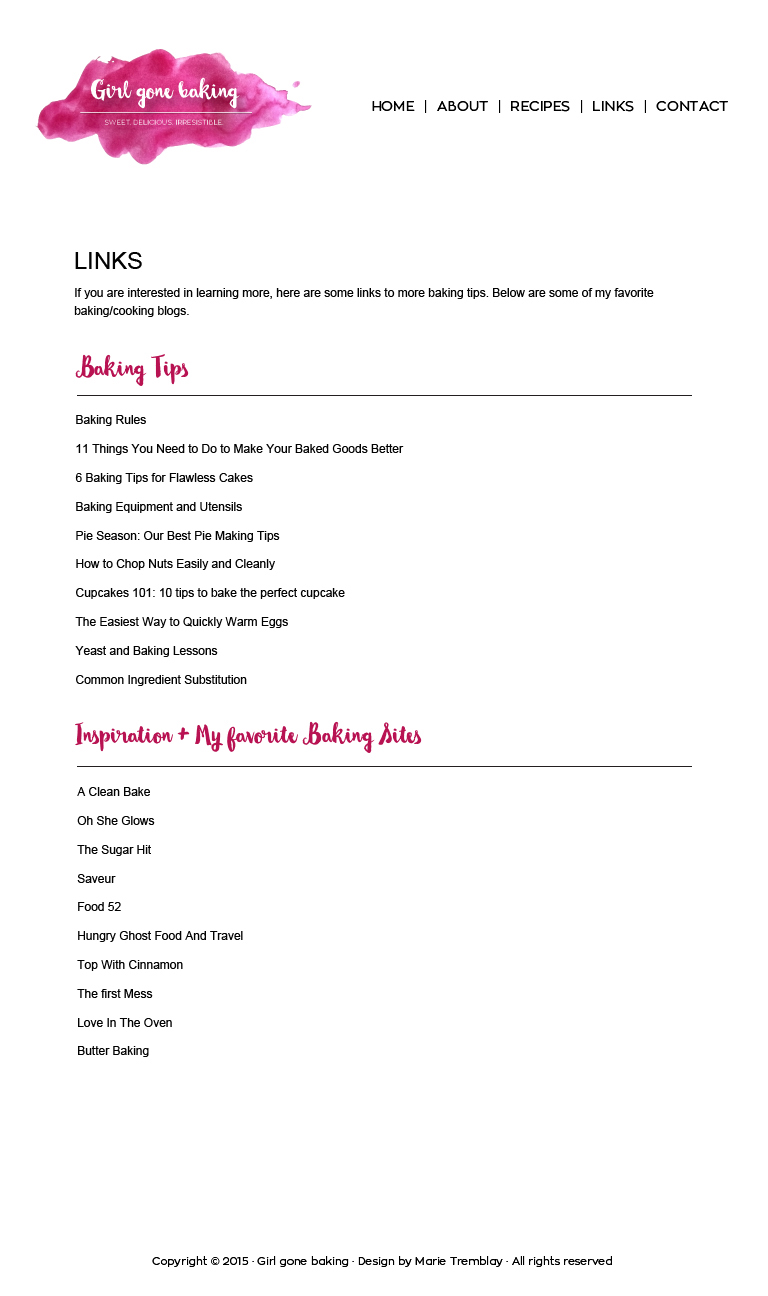 Girl gone baking
SWEET. DELICIOUS. IRRESISTIBLE.
HOME | ABOUT | RECIPES | LINKS | CONTACT
LINKS
If you are interested in learning more, here are some links to more baking tips. Below are some of my favorite
baking/cooking blogs.
Baking Tips
Baking Rules
11 Things You Need to Do to Make Your Baked Goods Better
6 Baking Tips for Flawless Cakes
Baking Equipment and Utensils
Pie Season: Our Best Pie Making Tips
How to Chop Nuts Easily and Cleanly
Cupcakes 101: 10 tips to bake the perfect cupcake
The Easiest Way to Quickly Warm Eggs
Yeast and Baking Lessons
Common Ingredient Substitution
Inspiration + My favorite Baking Sites
A Clean Bake
Oh She Glows
The Sugar Hit
Saveur
Food 52
Hungry Ghost Food And Travel
Top With Cinnamon
The first Mess
Love In The Oven
Butter Baking
Copyright © 2015 · Girl gone baking · Design by Marie Tremblay · All rights reserved